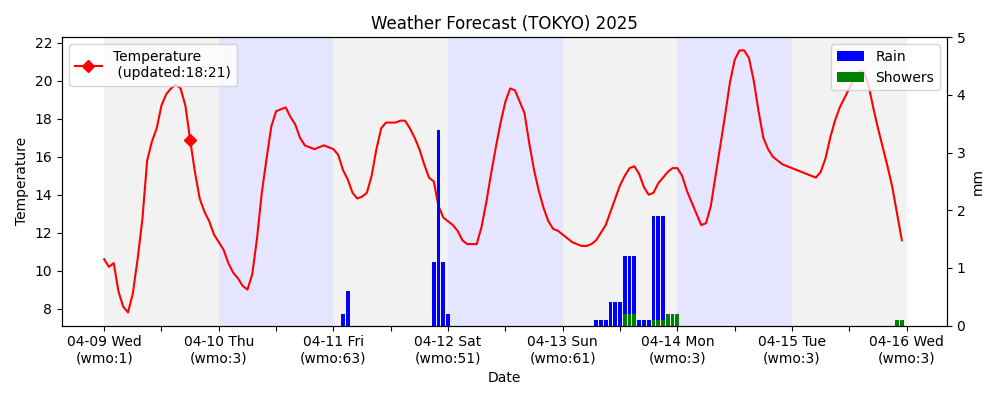 Weather Forecast (TOKYO) 2025
Temperature
(updated:18:21)
Rain
Showers
Temperature
22
20
18
16
14
12
10
8
5
4
3
2
1
0
mm
04-09 Wed
(wmo:1)
04-10 Thu
(wmo:3)
04-11 Fri
(wmo:63)
04-12 Sat
(wmo:51)
04-13 Sun
(wmo:61)
04-14 Mon
(wmo:3)
04-15 Tue
(wmo:3)
04-16 Wed
(wmo:3)
Date